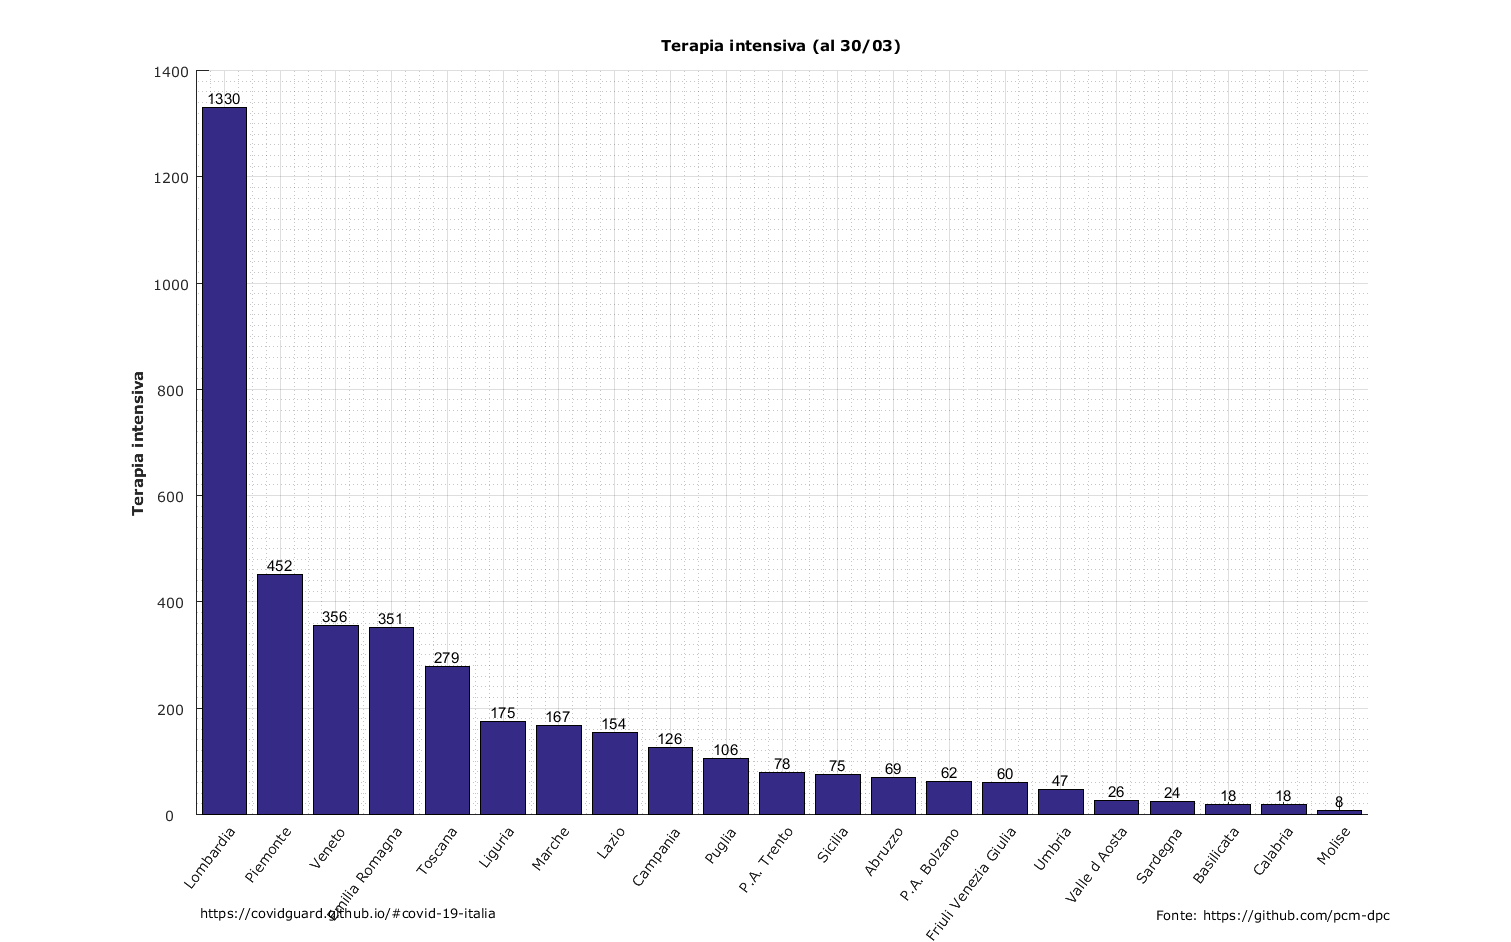 Terapia intensiva (al 30/03)
Terapia intensiva
1400
1200
1000
800
600
400
200
0
1330
452
356
351
279
175
167
154
126
106
78
75
69
62
60
47
26
24
18
18
8
Lombardia
Piemonte
Veneto
Emilia Romagna
Toscana
Liguria
Marche
Lazio
Campania
Puglia
P.A. Trento
Sicilia
Abruzzo
P.A. Bolzano
Friuli Venezia Giulia
Umbria
Valle d Aosta
Sardegna
Basilicata
Calabria
Molise
https://covidguard.github.io/#covid-19-italia
Fonte: https://github.com/pcm-dpc